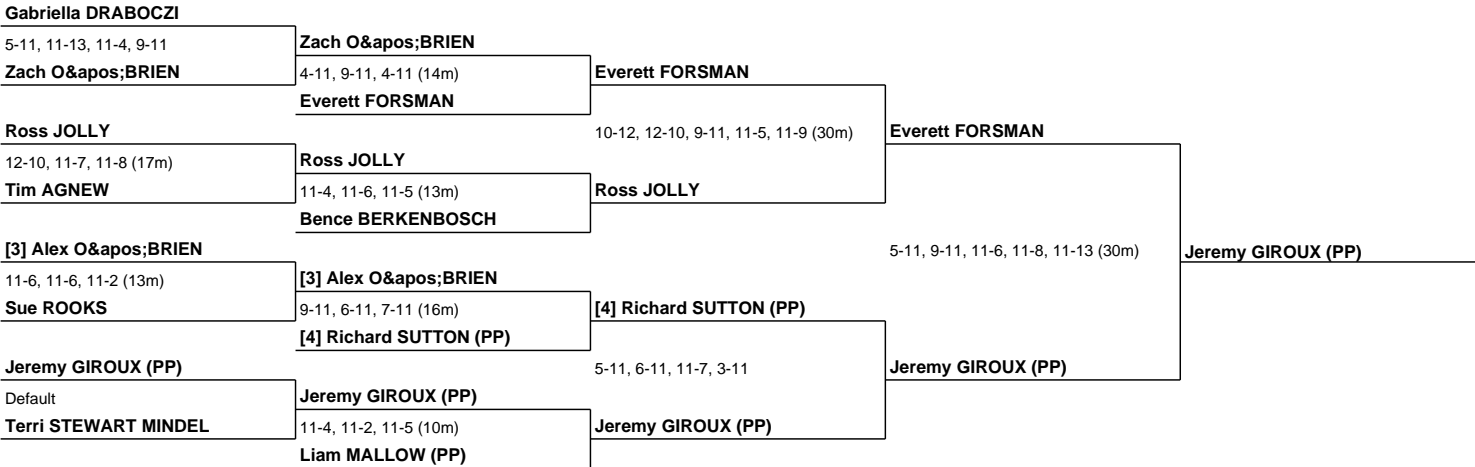 Gabriella DRABOCZI
5-11, 11-13, 11-4, 9-11
Zach O&apos;BRIEN
Ross JOLLY
12-10, 11-7, 11-8 (17m)
Tim AGNEW
[3] Alex O&apos;BRIEN
11-6, 11-6, 11-2 (13m)
Sue ROOKS
Jeremy GIROUX (PP)
Default
Terri STEWART MINDEL
Zach O&apos;BRIEN
4-11, 9-11, 4-11 (14m)
Everett FORSMAN
Ross JOLLY
11-4, 11-6, 11-5 (13m)
Bence BERKENBOSCH
[3] Alex O&apos;BRIEN
9-11, 6-11, 7-11 (16m)
[4] Richard SUTTON (PP)
Jeremy GIROUX (PP)
11-4, 11-2, 11-5 (10m)
Liam MALLOW (PP)
Everett FORSMAN
10-12, 12-10, 9-11, 11-5, 11-9 (30m)
Ross JOLLY
[4] Richard SUTTON (PP)
5-11, 6-11, 11-7, 3-11
Jeremy GIROUX (PP)
Everett FORSMAN
5-11, 9-11, 11-6, 11-8, 11-13 (30m)
Jeremy GIROUX (PP)
Jeremy GIROUX (PP)